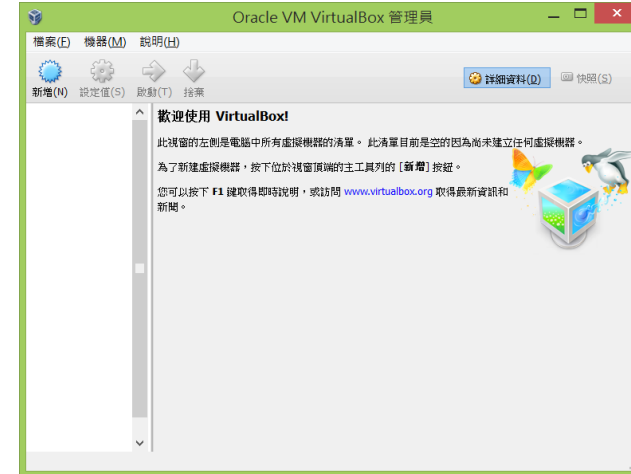 Oracle VM VirtualBox 管理員
檔案(F) 機器(M) 說明(H)
新增(N) 設定值(S) 啟動(T) 捨棄 詳細資料(D) 快照(S)
歡迎使用 VirtualBox!
此視窗的左側是電腦中所有虛擬機器的清單。 此清單目前是空的因為尚未建立任何虛擬機器。
為了新建虛擬機器，按下位於視窗頂端的主工具列的 [新增] 按鈕。
您可以按下 F1 鍵取得即時說明，或訪問 www.virtualbox.org 取得最新資訊和
新聞。